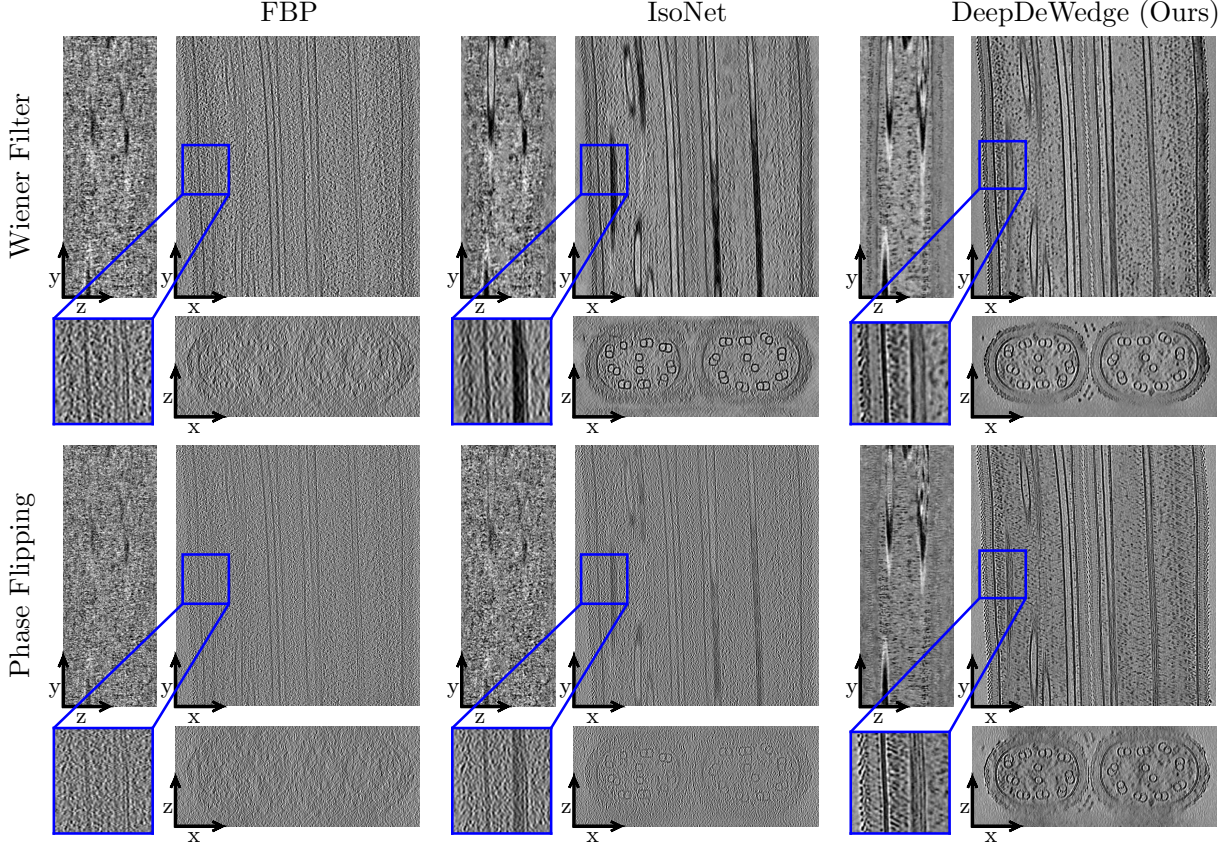 FBP IsoNet DeepDeWedge (Ours)
Wiener Filter
y y y
z x z x z x
z z z
x x x
Phase Flipping
y y y
z x z x z x
z z z
x x x